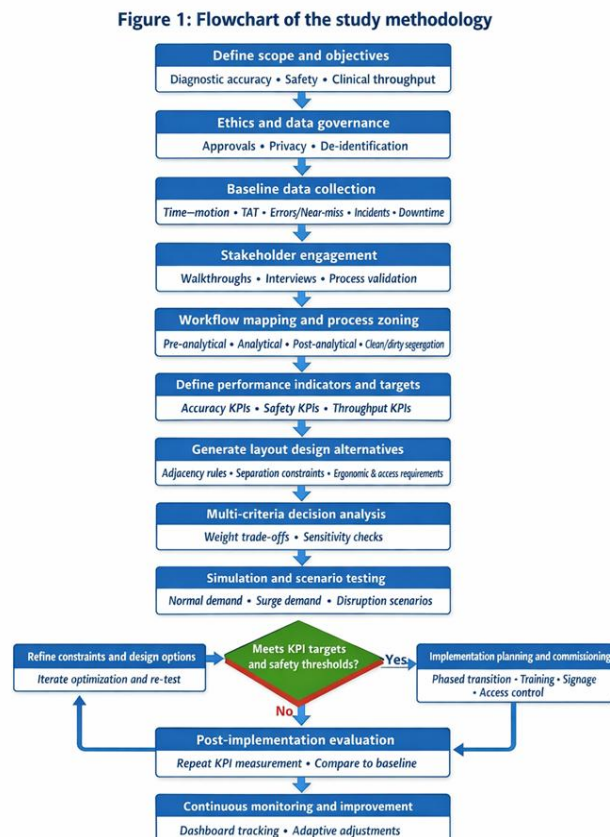 Figure 1: Flowchart of the study methodology
Define scope and objectives
Diagnostic accuracy • Safety • Clinical throughput
Ethics and data governance
Approvals • Privacy • De-identification
Baseline data collection
Time—motion • TAT • Errors/Near-miss • Incidents • Downtime
Stakeholder engagement
Walkthroughs • Interviews • Process validation
Workflow mapping and process zoning
Pre-analytical • Analytical • Post-analytical • Clean/dirty segergation
Define performance indicators and targets
Accuracy KPIs • Safety KPIs • Throughput KPIs
Generate layout design alternatives
Adjacency rules • Separation constraints • Ergonomic & access requirements
Multi-criteria decision analysis
Weight trade-offs • Sensitivity checks
Simulation and scenario testing
Normal demand • Surge demand • Disruption scenarios
Meets KPI targets
and safety thresholds?
Refine constraints and design options
Iterate optimization and re-test
Yes
Implementation planning and commissioning
Phased transition • Training • Signage
• Access control
No
Post-implementation evaluation
Repeat KPI measurement • Compare to baseline
Continuous monitoring and improvement
Dashboard tracking • Adaptive adjustments